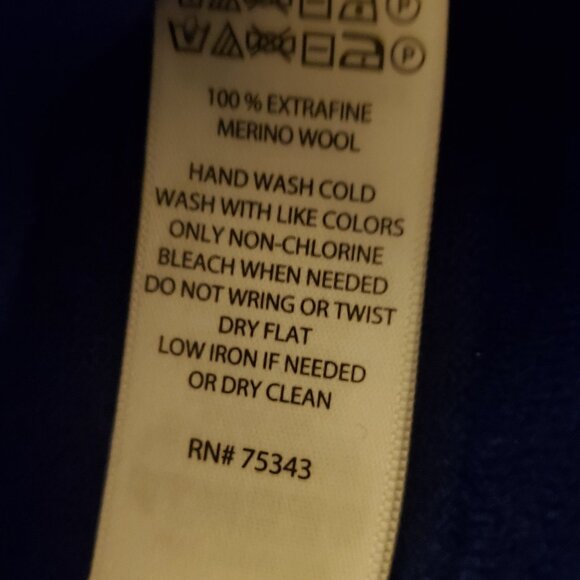 P
P
100 % EXTRAFINE
MERINO WOOL
HAND WASH COLD
WASH WITH LIKE COLORS
ONLY NON-CHLORINE
BLEACH WHEN NEEDED
DO NOT WRING OR TWIST
DRY FLAT
LOW IRON IF NEEDED
OR DRY CLEAN
RN# 75343